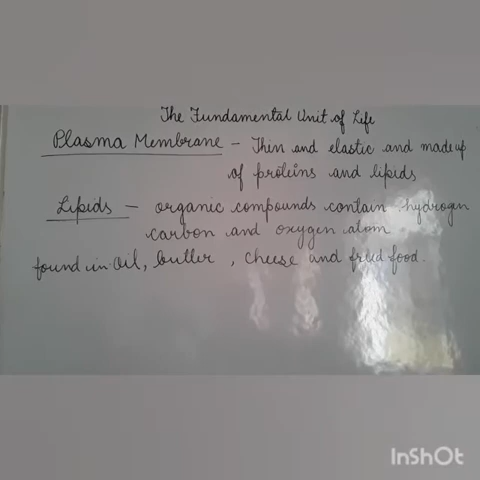 The Fundamental Unit of Life
Plasma Membrane - Thin and elastic and made up
of proteins and lipids
Lipids - organic compounds contain hydrogen
carbon and oxygen atom
found in oil, butter, cheese and fried food.
InShOt